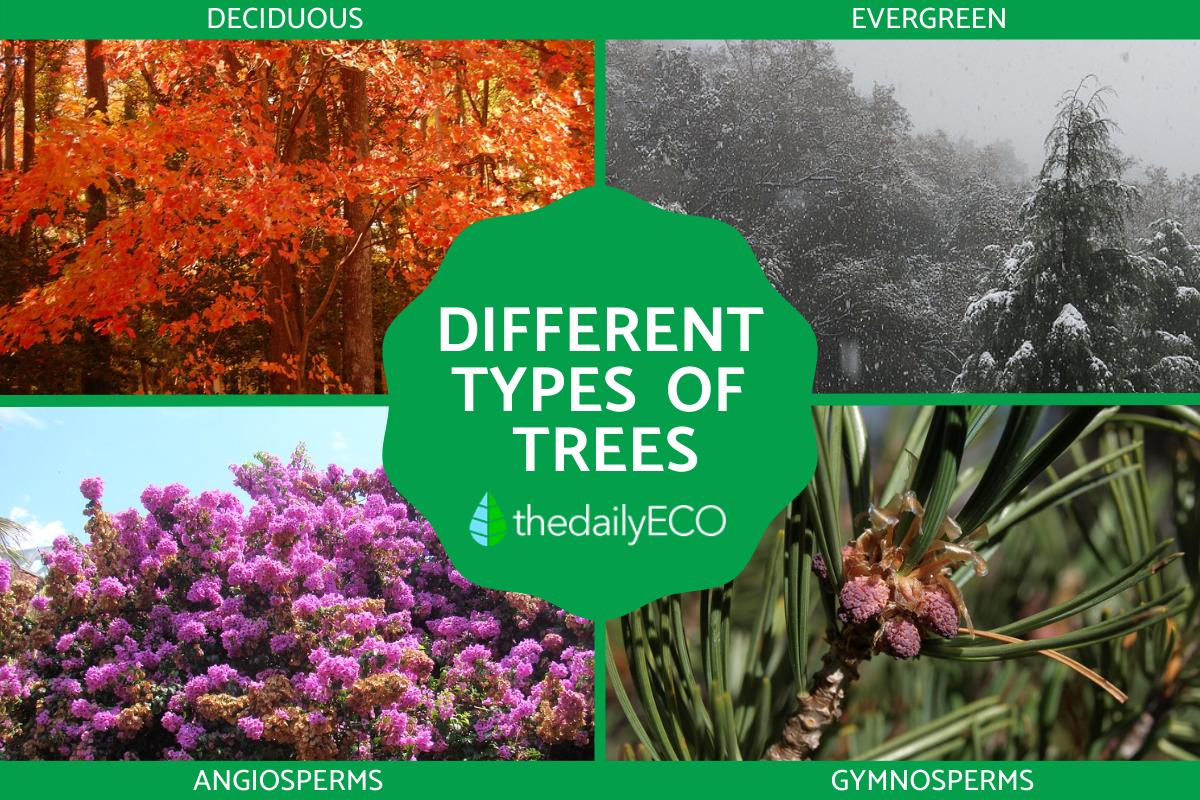 DECIDUOUS
EVERGREEN
DIFFERENT
TYPES OF
TREES
thedailyECO
ANGIOSPERMS
GYMNOSPERMS